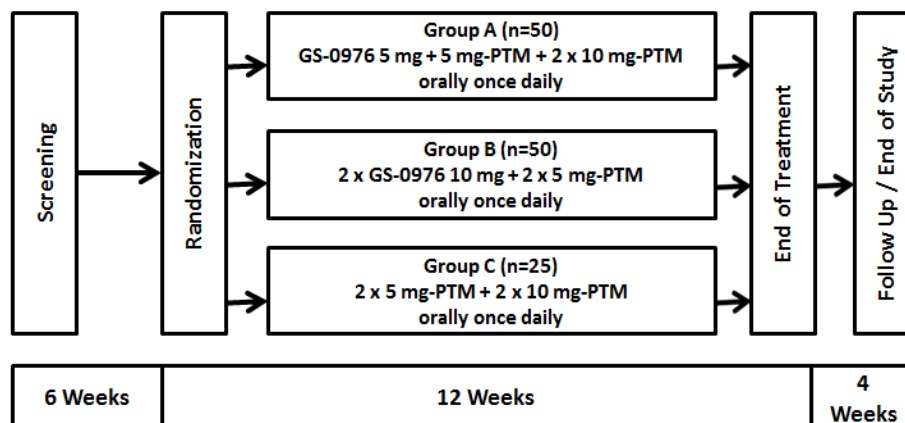 Screening
Randomization
Group A (n=50)
GS-0976 5 mg + 5 mg-PTM + 2 x 10 mg-PTM
orally once daily
Group B (n=50)
2 x GS-0976 10 mg + 2 x 5 mg-PTM
orally once daily
Group C (n=25)
2 x 5 mg-PTM + 2 x 10 mg-PTM
orally once daily
End of Treatment
Follow Up / End of Study
6 Weeks
12 Weeks
4
Weeks